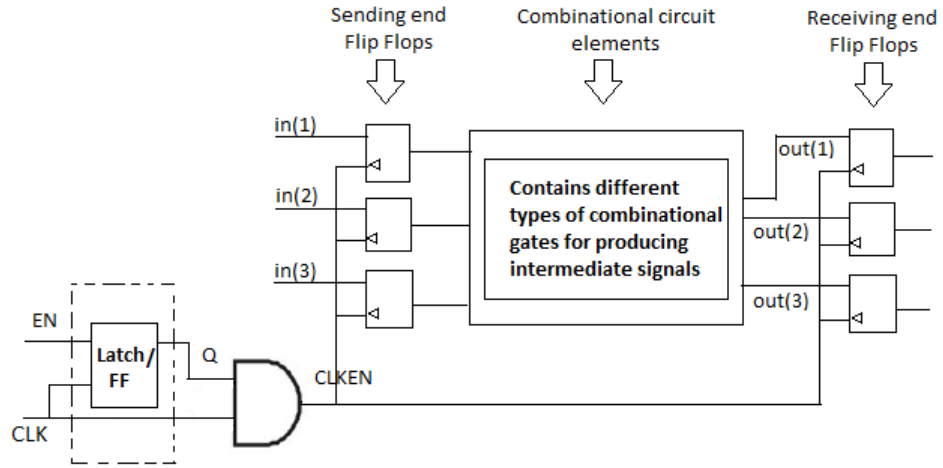 Sending end
Flip Flops
Combinational circuit
elements
Receiving end
Flip Flops
in(1)
in(2)
in(3)
Contains different
types of combinational
gates for producing
intermediate signals
out(1)
out(2)
out(3)
EN
Latch/
FF
Q
CLKEN
CLK